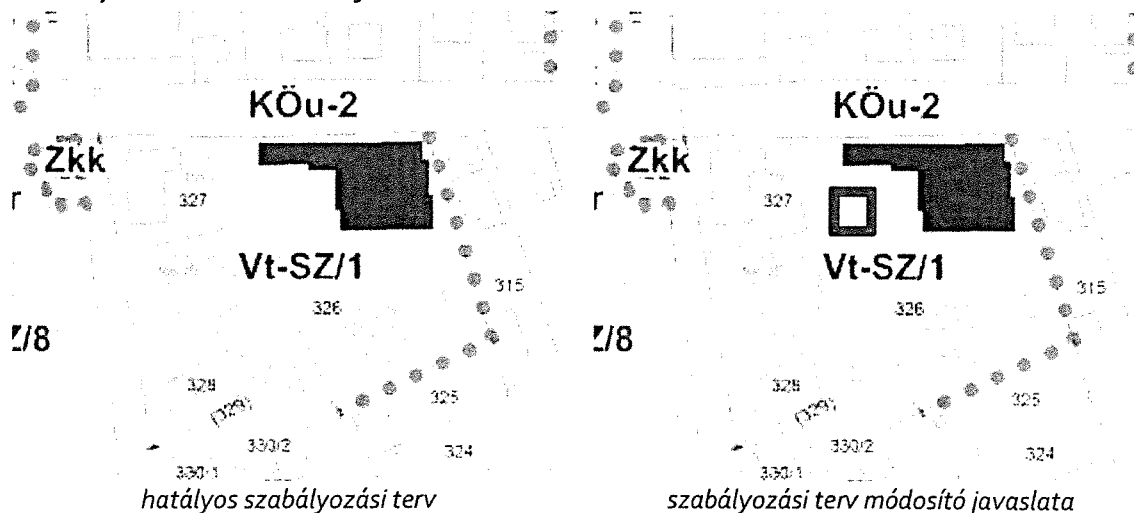 KÖu-2
Zkk
r
327
Vt-SZ/1
315
326
Z/8
328
(329)
325
330/2
324
330/1
hatályos szabályozási terv
KÖu-2
Zkk
r
327
Vt-SZ/1
315
326
Z/8
328
(329)
325
330/2
324
330/1
szabályozási terv módosító javaslata